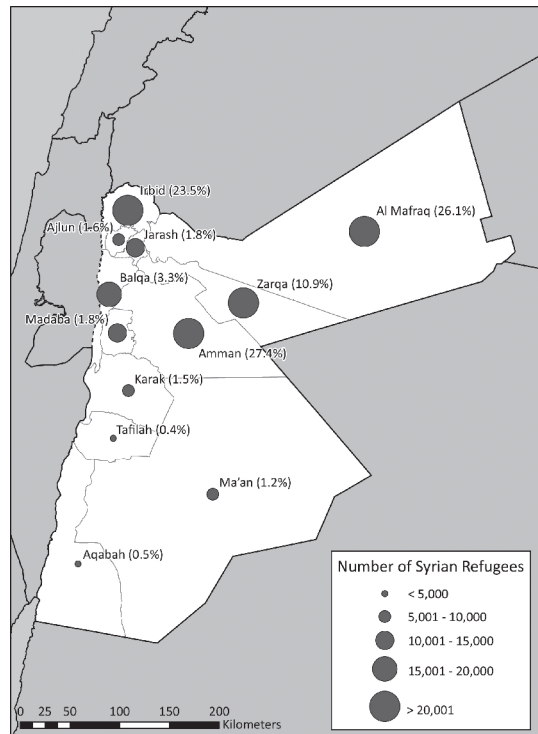 Irbid (23.5%)
Al Mafraq (26.1%)
Ajlun (1.6%)
Jarash (1.8%)
Balqa (3.3%)
Zarqa (10.9%)
Madaba
(1.8%)
Amman (27.4%)
Karak (1.5%)
Tafilah (0.4%)
Ma'an (1.2%)
Aqabah (0.5%)
Number of Syrian Refugees
< 5,000
5,001 - 10,000
10,001 - 15,000
15,001 - 20,000
> 20,001
0 25 50 100 150 200
Kilometers